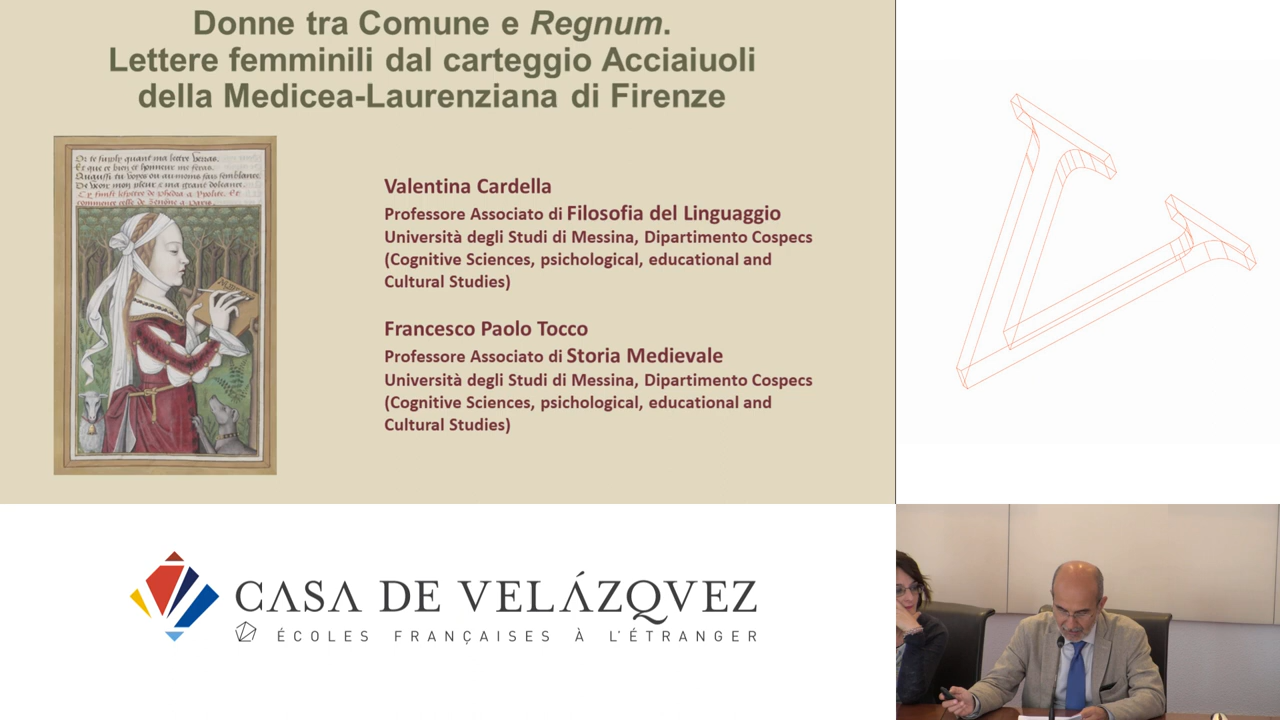 Donne tra Comune e Regnum.
Lettere femminili dal carteggio Acciaiuoli
della Medicea-Laurenziana di Firenze
Valentina Cardella
Professore Associato di Filosofia del Linguaggio
Università degli Studi di Messina, Dipartimento Cospecs
(Cognitive Sciences, psichological, educational and
Cultural Studies)
Francesco Paolo Tocco
Professore Associato di Storia Medievale
Università degli Studi di Messina, Dipartimento Cospecs
(Cognitive Sciences, psichological, educational and
Cultural Studies)
CASA DE VELÁZQVEZ
ÉCOLES FRANÇAISES À L'ÉTRANGER